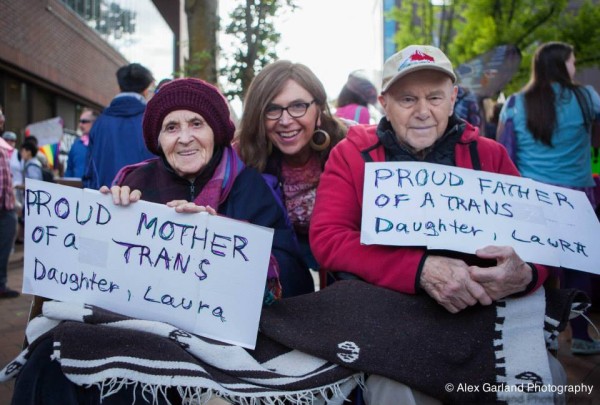 PROUD MOTHER
OF a TRANS
Daughter, Laura
PROUD FATHER
OF A TRANS
Daughter, LAURA
© Alex Garland Photography